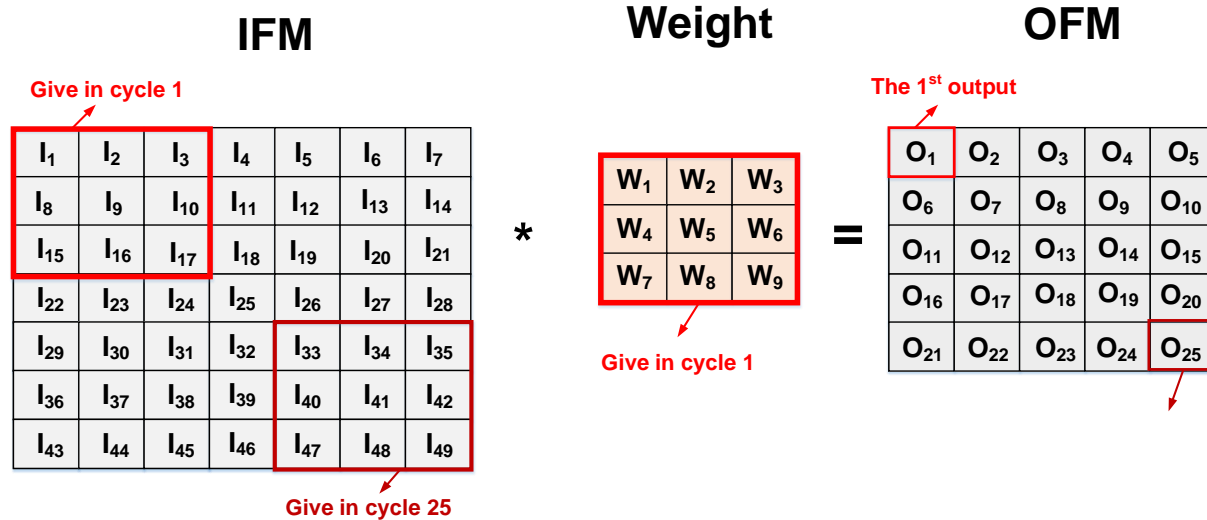 IFM
Weight
OFM
Give in cycle 1
The 1st output
I1 I2 I3 I4 I5 I6 I7
I8 I9 I10 I11 I12 I13 I14
I15 I16 I17 I18 I19 I20 I21
I22 I23 I24 I25 I26 I27 I28
I29 I30 I31 I32 I33 I34 I35
I36 I37 I38 I39 I40 I41 I42
I43 I44 I45 I46 I47 I48 I49
Give in cycle 25
*
W1 W2 W3
W4 W5 W6
W7 W8 W9
Give in cycle 1
=
O1 O2 O3 O4 O5
O6 O7 O8 O9 O10
O11 O12 O13 O14 O15
O16 O17 O18 O19 O20
O21 O22 O23 O24 O25